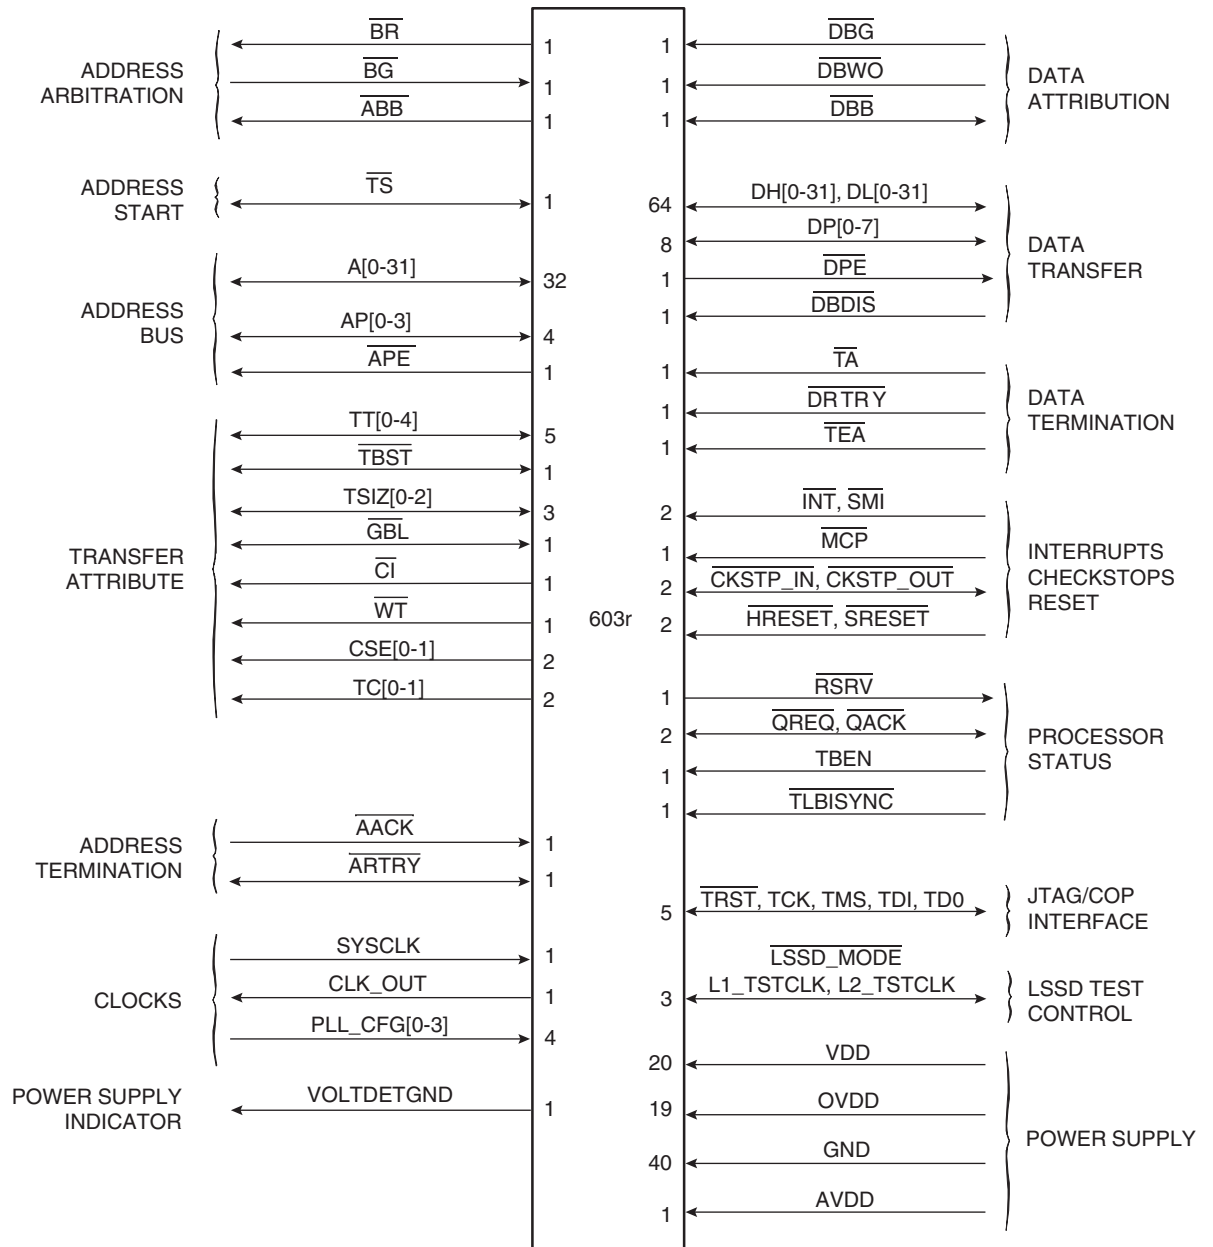 ADDRESS
ARBITRATION
BR
1
BG
1
ABB
1
ADDRESS
START
TS
1
ADDRESS
BUS
A[0-31]
32
AP[0-3]
4
APE
1
TRANSFER
ATTRIBUTE
TT[0-4]
5
TBST
1
TSIZ[0-2]
3
GBL
1
CI
1
WT
1
CSE[0-1]
2
TC[0-1]
2
ADDRESS
TERMINATION
AACK
1
ARTRY
1
CLOCKS
SYSCLK
1
CLK_OUT
1
PLL_CFG[0-3]
4
POWER SUPPLY
INDICATOR
VOLTDETGND
1
603r
1
DBG
1
DBWO
1
DBB
DATA
ATTRIBUTION
64
DH[0-31], DL[0-31]
8
DP[0-7]
1
DPE
1
DBDIS
DATA
TRANSFER
1
TA
1
DRTRY
1
TEA
DATA
TERMINATION
2
INT, SMI
1
MCP
2
CKSTP_IN, CKSTP_OUT
2
HRESET, SRESET
INTERRUPTS
CHECKSTOPS
RESET
1
RSRV
2
QREQ, QACK
1
TBEN
1
TLBISYNC
PROCESSOR
STATUS
5
TRST, TCK, TMS, TDI, TD0
JTAG/COP
INTERFACE
LSSD_MODE
3
L1_TSTCLK, L2_TSTCLK
LSSD TEST
CONTROL
20
VDD
19
OVDD
40
GND
1
AVDD
POWER SUPPLY